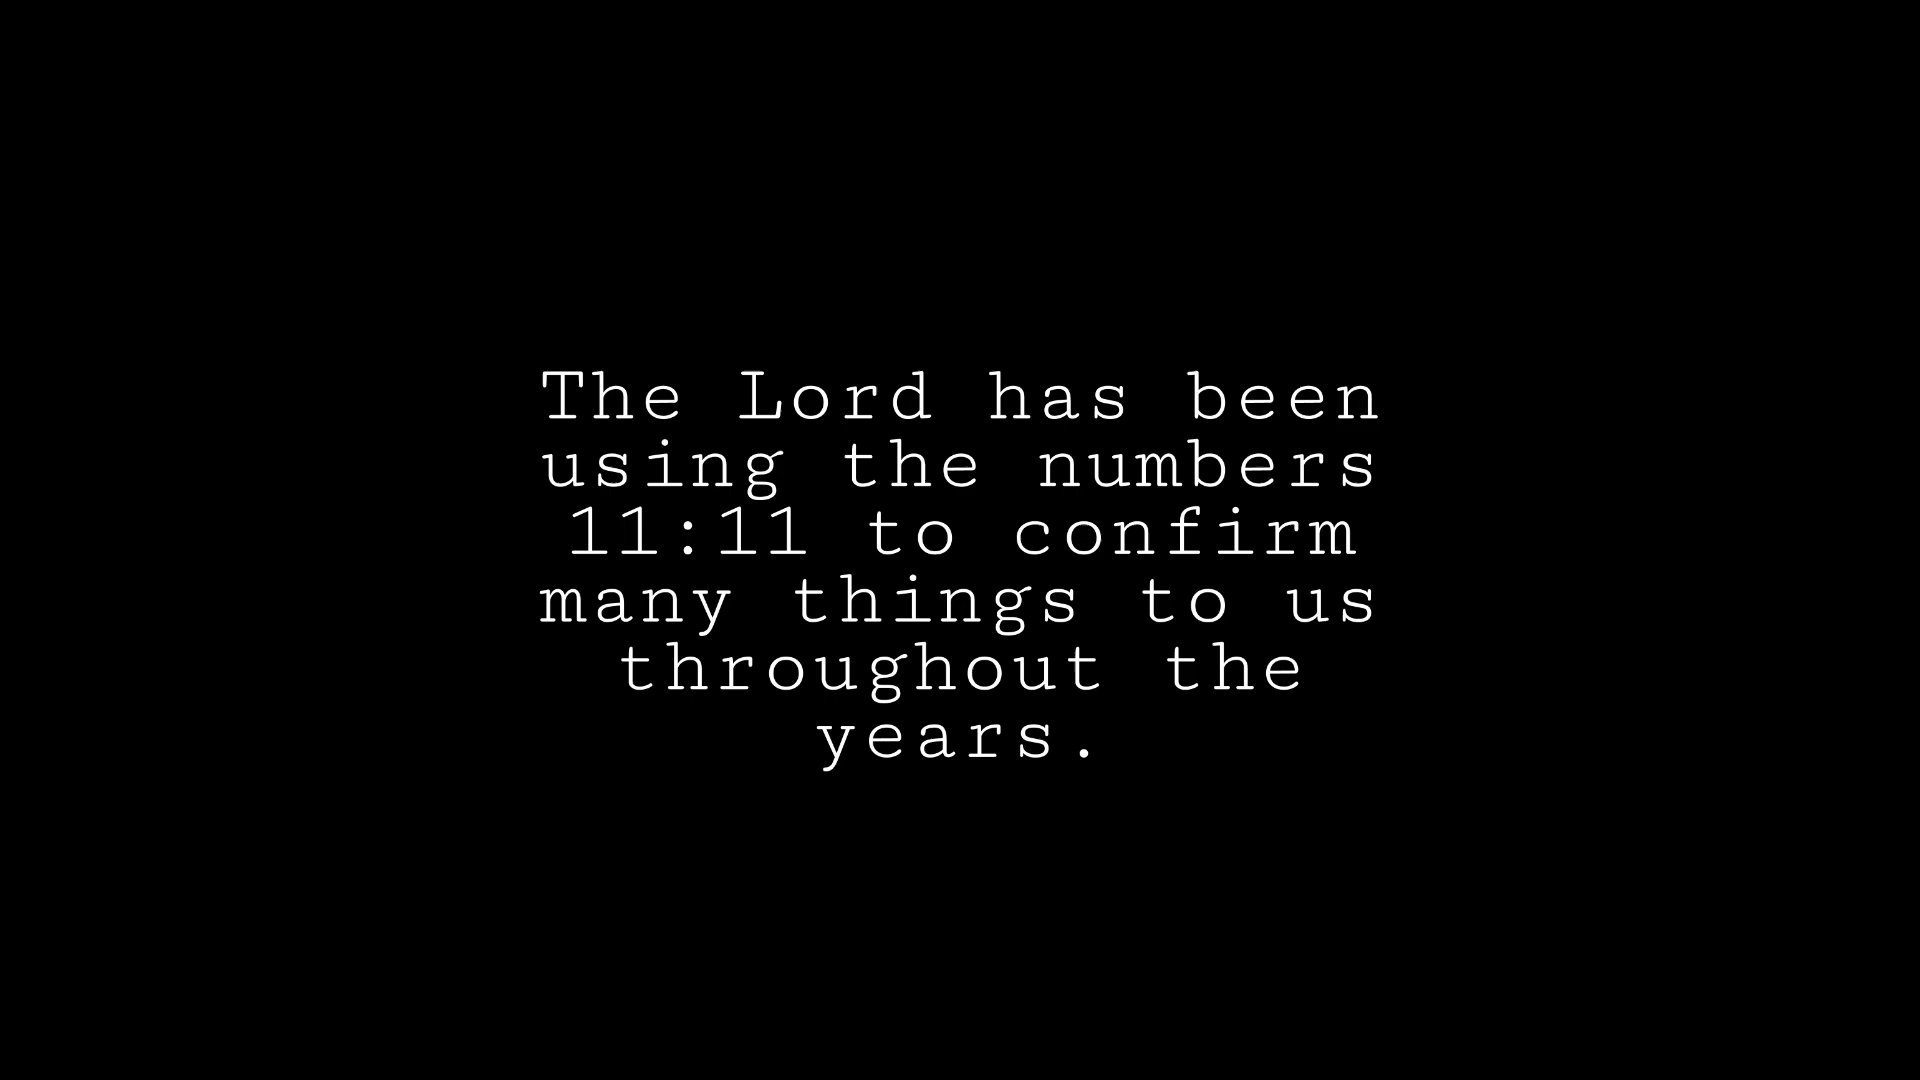 The Lord has been
using the numbers
11:11 to confirm
many things to us
throughout the
years.